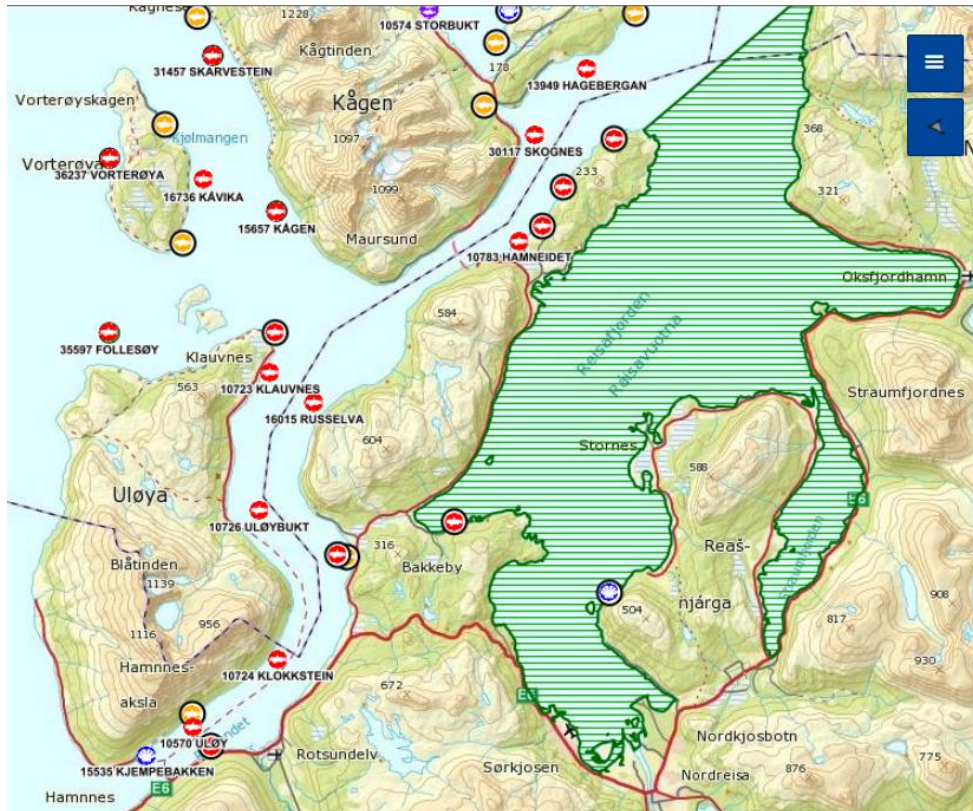 Kågnese
1228
10574 STORBUKT
Kågtinden
31457 SKARVESTEIN
178
13949 HAGEBERGAN
Vorterøyskagen
Kågen
kjølmangen
1097
30117 SKOGNES
368
Vorterøya
36237 VORTERØYA
16736 KÅVIKA
1099
233
321
15657 KÅGEN
Maursund
10783 HAMNEIDET
Oksfjordhamn
584
Reisafjorden
Ráisavuotna
35597 FOLLESØY
Klauvnes
10723 KLAUVNES
563
Straumfjordnes
16015 RUSSELVA
604
Stornes
588
Uløya
10726 ULØYBUKT
E6
316
Bakkeby
Reaš-
njárga
Straumfjorden
Blåtinden
1139
504
908
1116
956
817
Hamnnes-
aksla
10724 KLOKKSTEIN
930
672
E6
10570 ULØY
Nordkjosbotn
15535 KJEMPEBAKKEN
Rotsundelv
Sørkjosen
876
775
Nordreisa
E6
Hamnnes